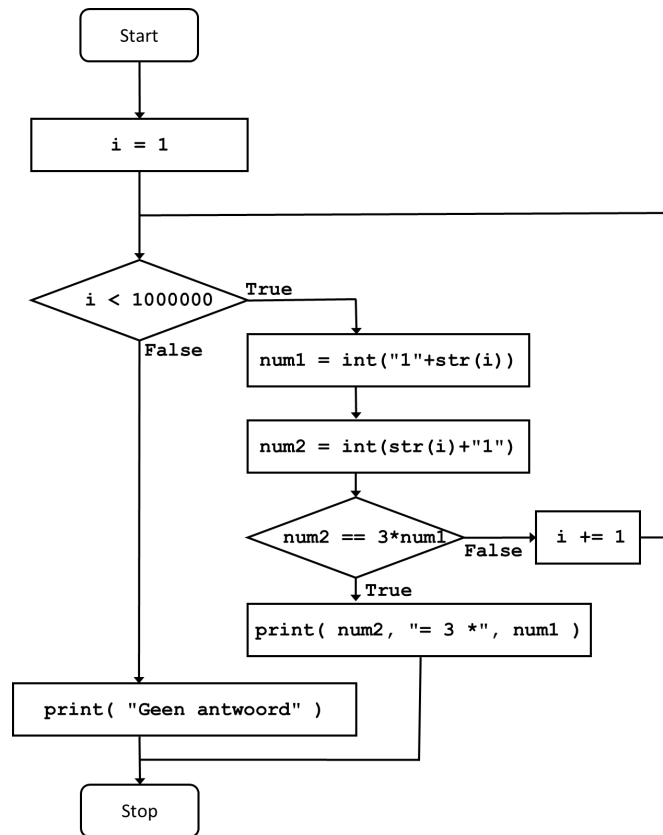 Start
i = 1
i < 1000000
True
False
num1 = int("1"+str(i))
num2 = int(str(i)+"1")
num2 == 3*num1
False
i += 1
True
print( num2, "= 3 *", num1 )
print( "Geen antwoord" )
Stop